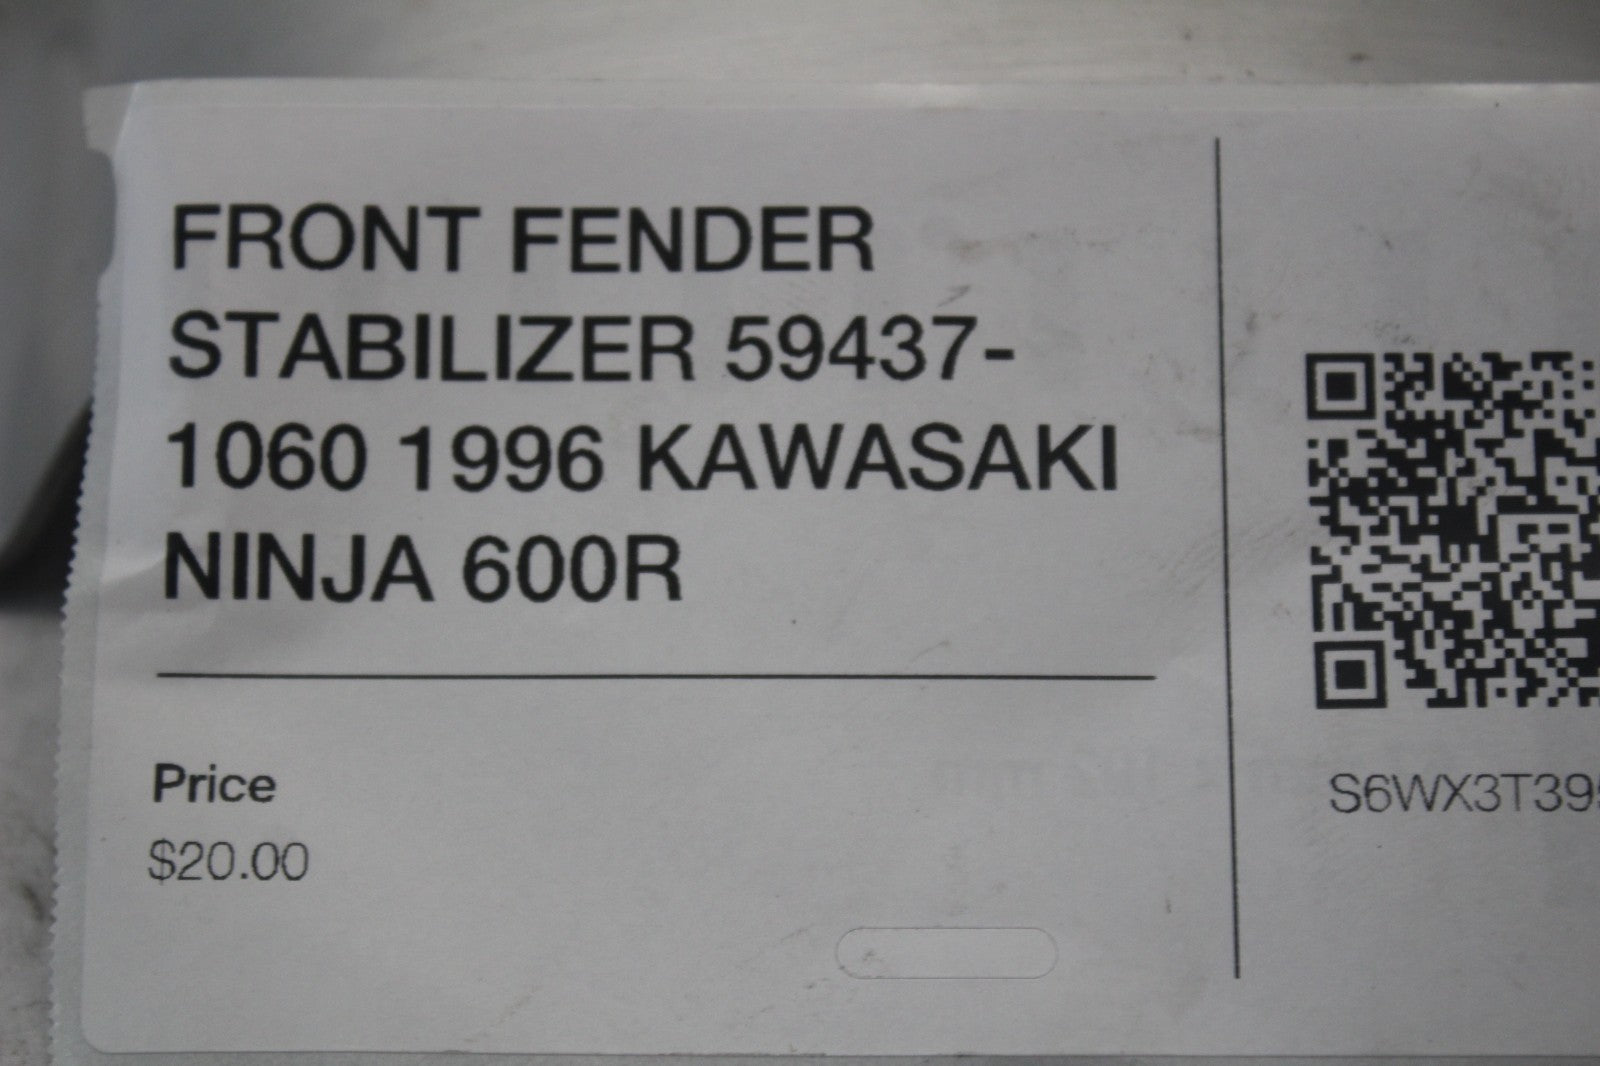 FRONT FENDER
STABILIZER 59437-
1060 1996 KAWASAKI
NINJA 600R
Price
$20.00